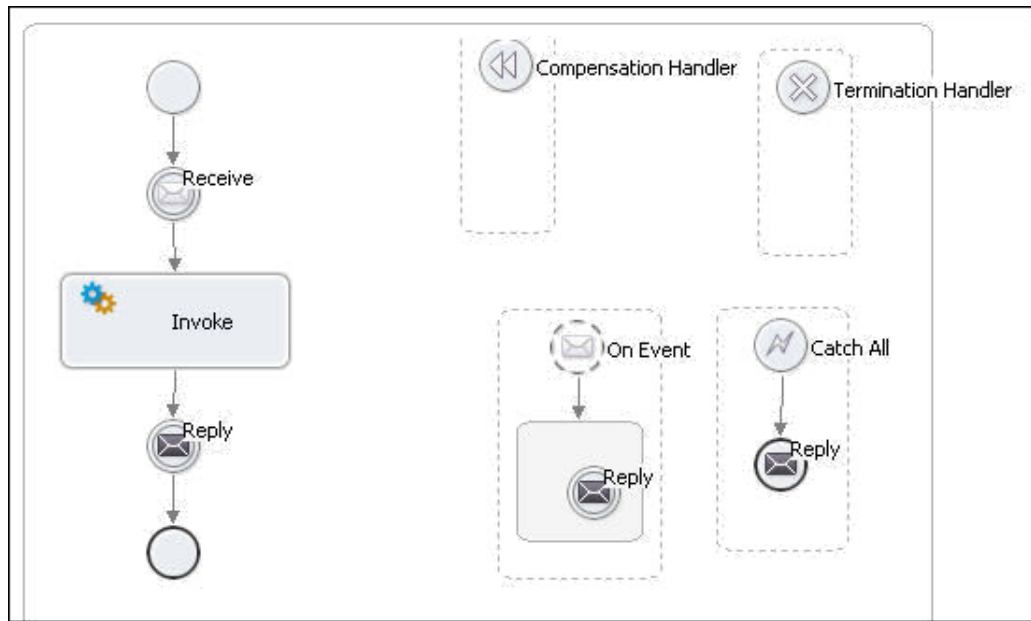 Compensation Handler
Termination Handler
Receive
Invoke
On Event
Catch All
Reply
Reply
Reply